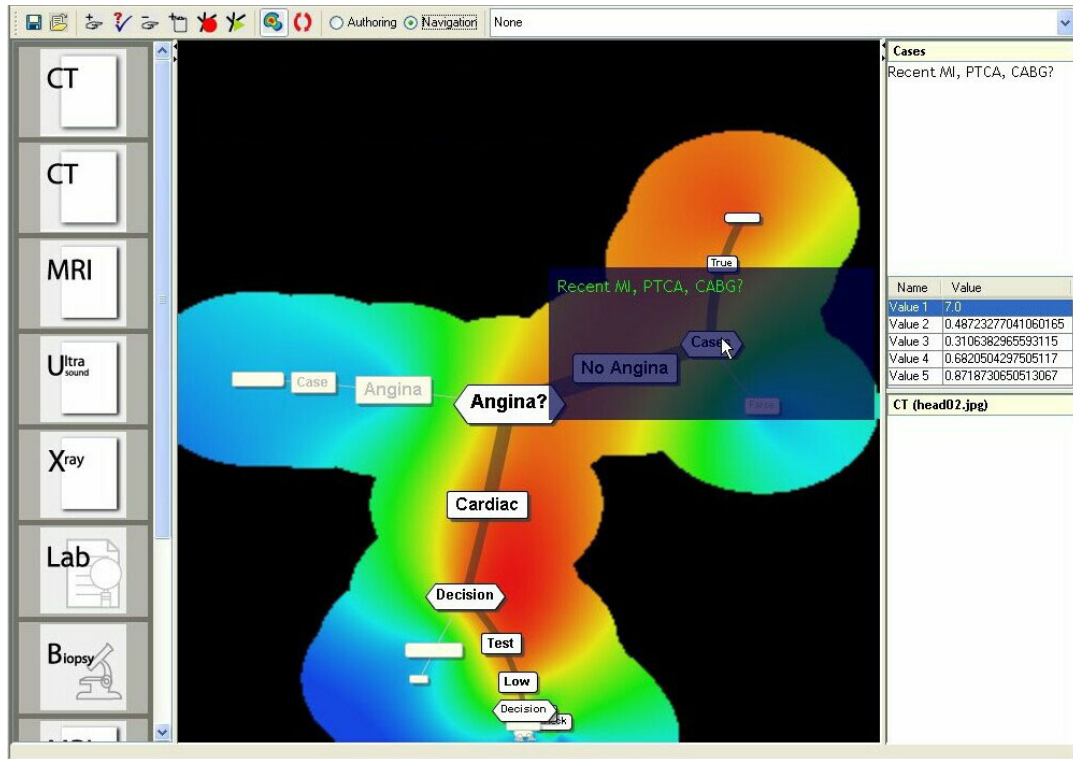 Authoring
Navigation
None
CT
CT
MRI
Ultra
sound
Xray
Lab
Biopsy
True
Recent MI, PTCA, CABG?
Cases
No Angina
Case
Angina
Angina?
False
Cardiac
Decision
Test
Low
Decision
Cases
Recent MI, PTCA, CABG?
Name Value
Value 1 7.0
Value 2 0.48723277041060165
Value 3 0.3106382965593115
Value 4 0.6820504297505117
Value 5 0.8718730650513067
CT (head02.jpg)